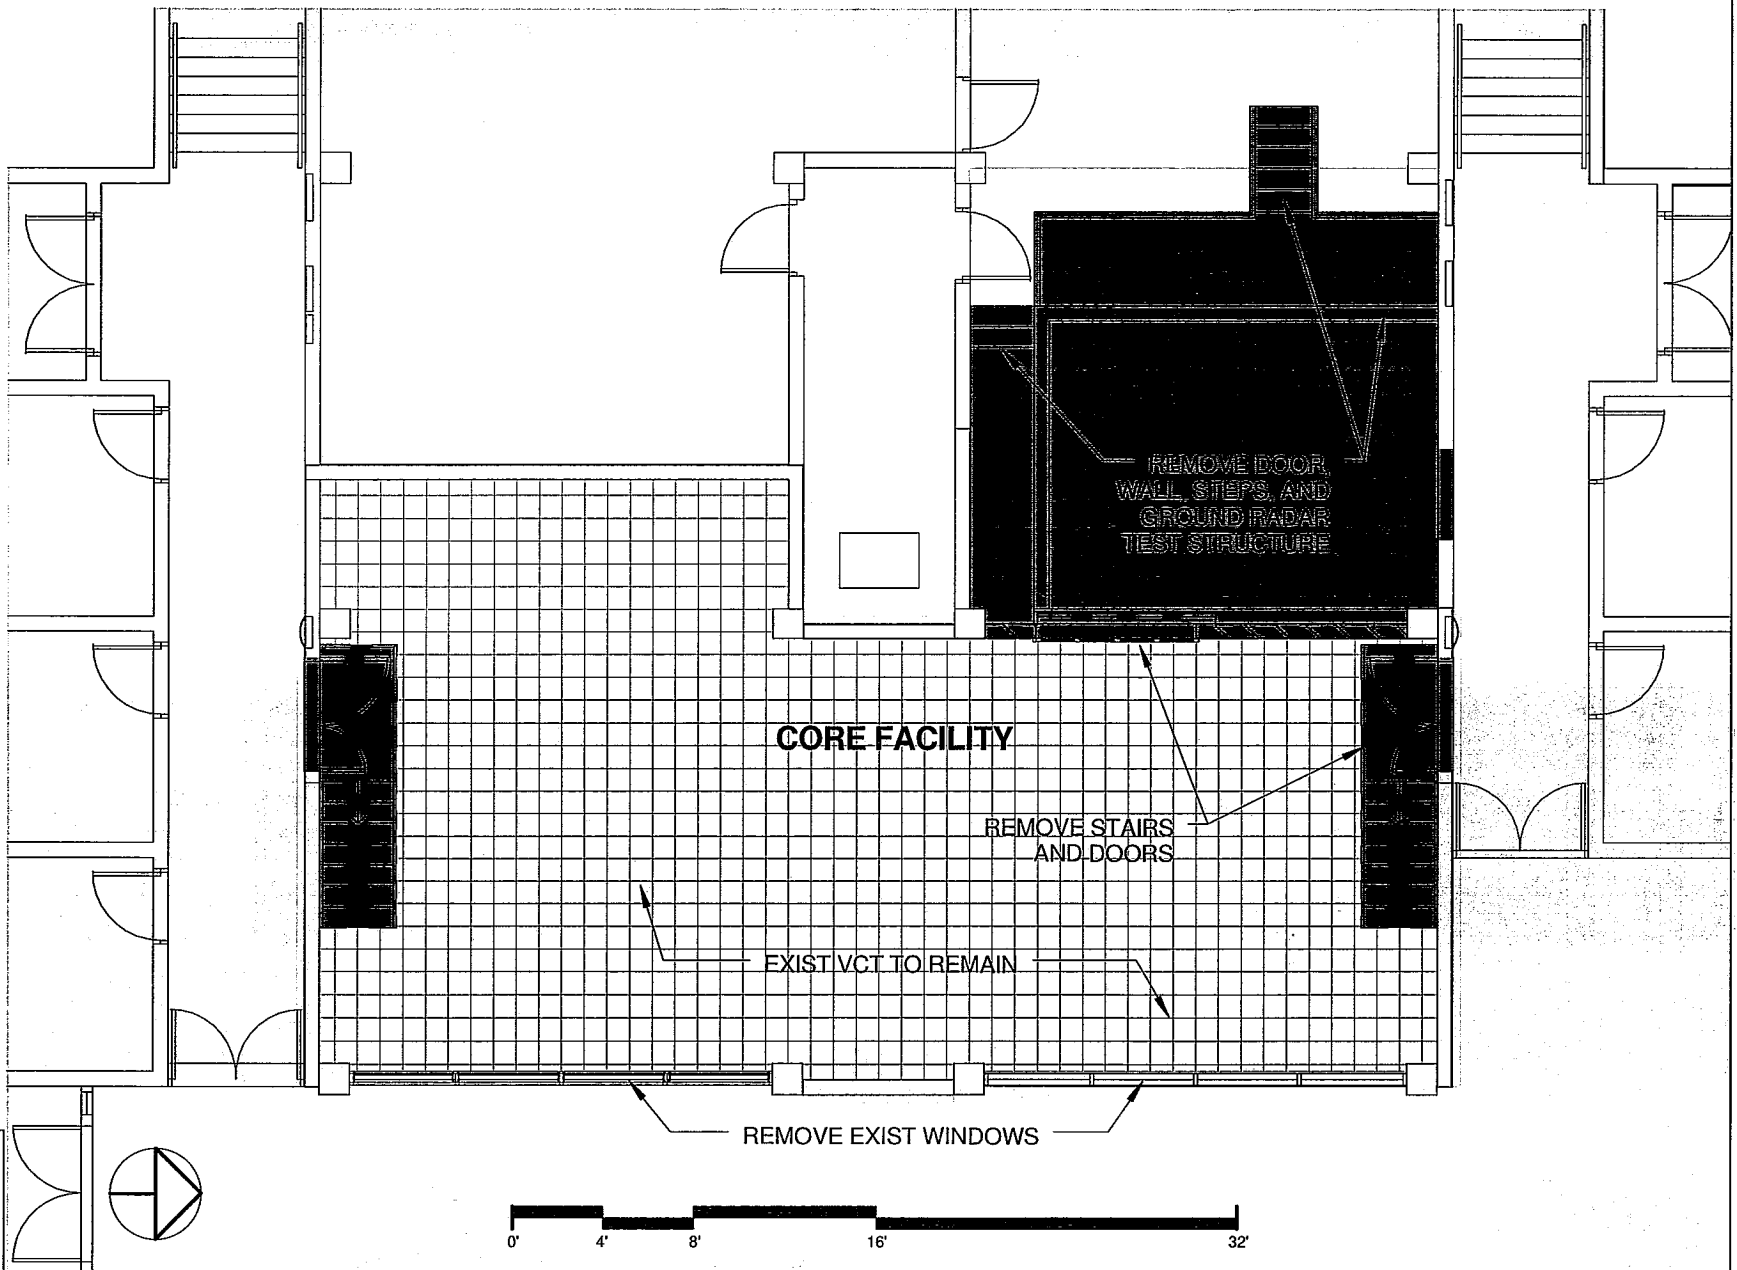 REMOVE DOOR,
WALL, STEPS, AND
GROUND RADAR
TEST STRUCTURE
CORE FACILITY
REMOVE STAIRS
AND DOORS
EXIST VCT TO REMAIN
REMOVE EXIST WINDOWS
0' 4' 8' 16' 32'